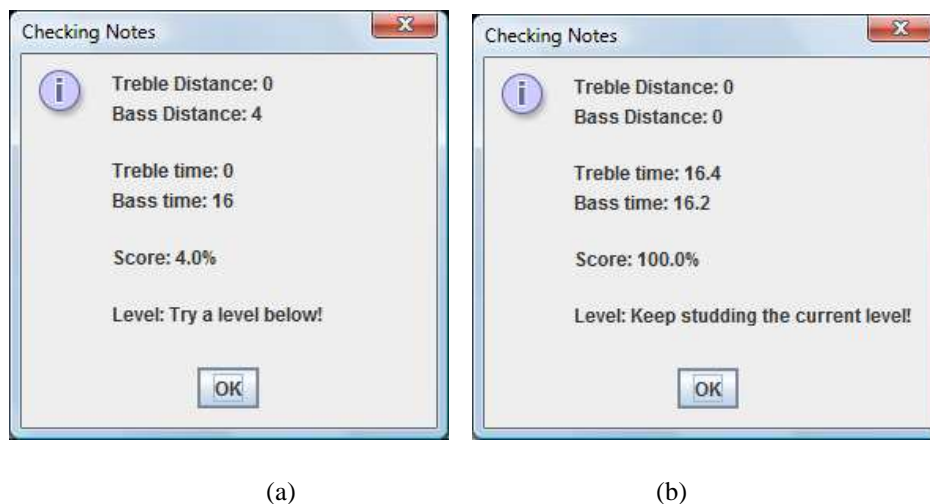 Checking Notes
Treble Distance: 0
Bass Distance: 4
Treble time: 0
Bass time: 16
Score: 4.0%
Level: Try a level below!
OK
(a)
Checking Notes
Treble Distance: 0
Bass Distance: 0
Treble time: 16.4
Bass time: 16.2
Score: 100.0%
Level: Keep studding the current level!
OK
(b)